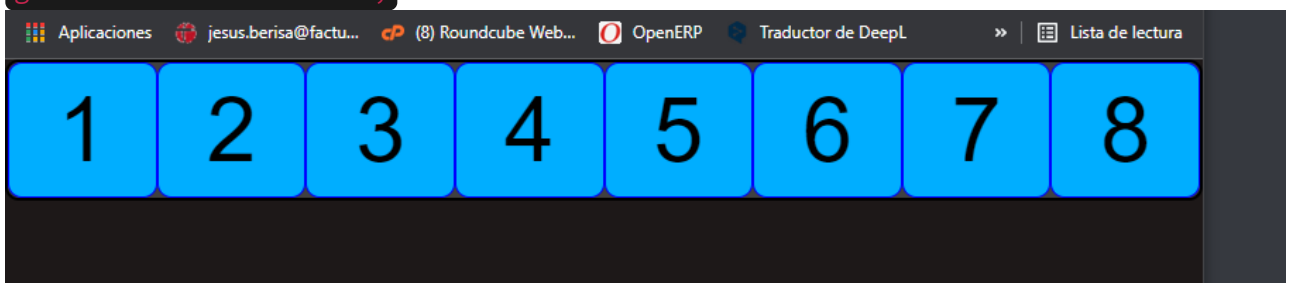 Aplicaciones jesus.berisa@factu... (8) Roundcube Web... OpenERP Traductor de DeepL » Lista de lectura
1 2 3 4 5 6 7 8